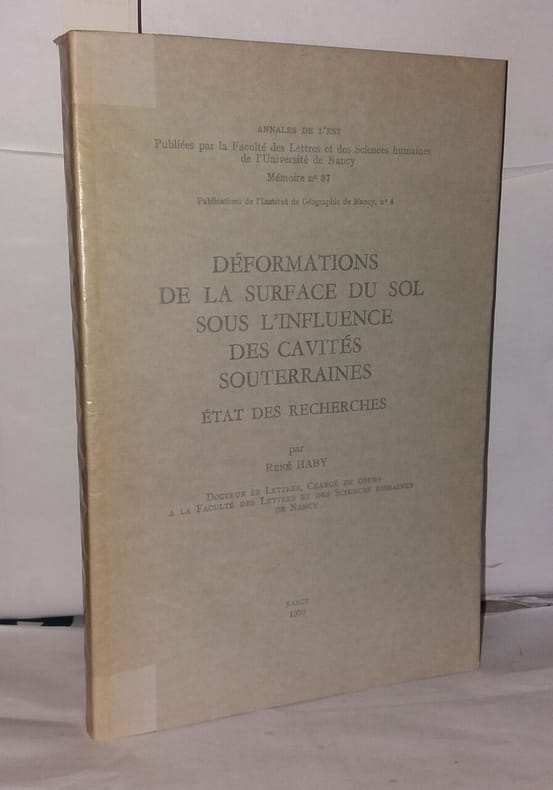 ANNALES DE L'EST
Publiées par la Faculté des Lettres et des Sciences humaines
de l'Université de Nancy
Mémoire nº 37
Publications de l'Institut de Géographie de Nancy, nº 4
DÉFORMATIONS
DE LA SURFACE DU SOL
SOUS L'INFLUENCE
DES CAVITÉS
SOUTERRAINES
ÉTAT DES RECHERCHES
par
RENÉ HABY
DOCTEUR ÈS LETTRES, CHARGÉ DE COURS
A LA FACULTÉ DES LETTRES ET DES SCIENCES HUMAINES
DE NANCY
NANCY
1970